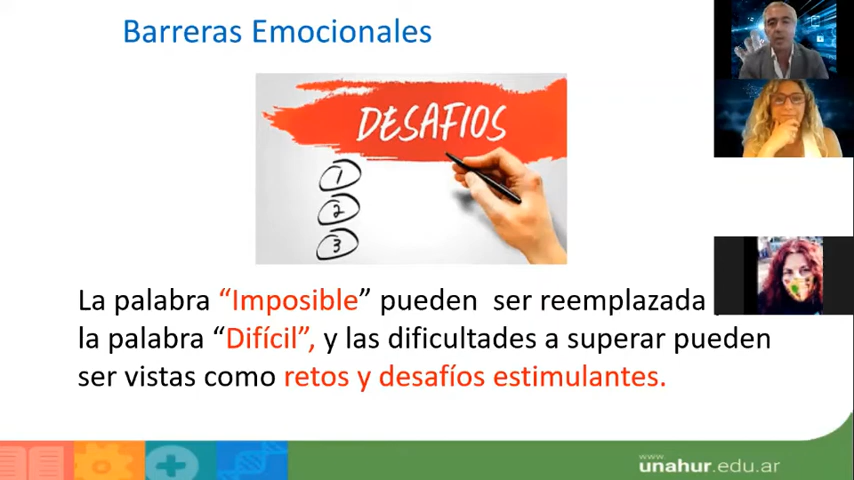 Barreras Emocionales
DESAFIOS
1
2
3
La palabra “Imposible” pueden ser reemplazada
la palabra “Difícil”, y las dificultades a superar pueden
ser vistas como retos y desafíos estimulantes.
www.
unahur.edu.ar